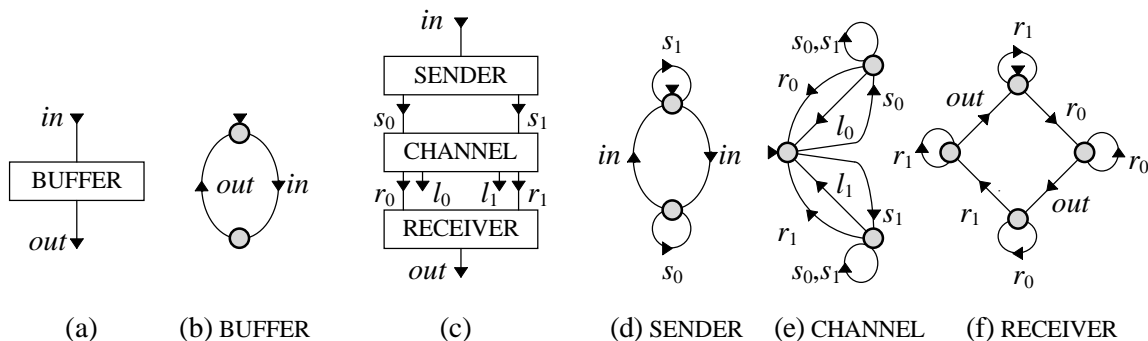 in
BUFFER
out
(a)
out
in
(b) BUFFER
in
SENDER
s0
s1
CHANNEL
r0
l0
l1
r1
RECEIVER
out
(c)
s1
in
in
s0
(d) SENDER
s0,s1
r0
s0
l0
l1
s1
r1
s0,s1
(e) CHANNEL
r1
out
r0
r1
r0
r1
out
r0
(f) RECEIVER